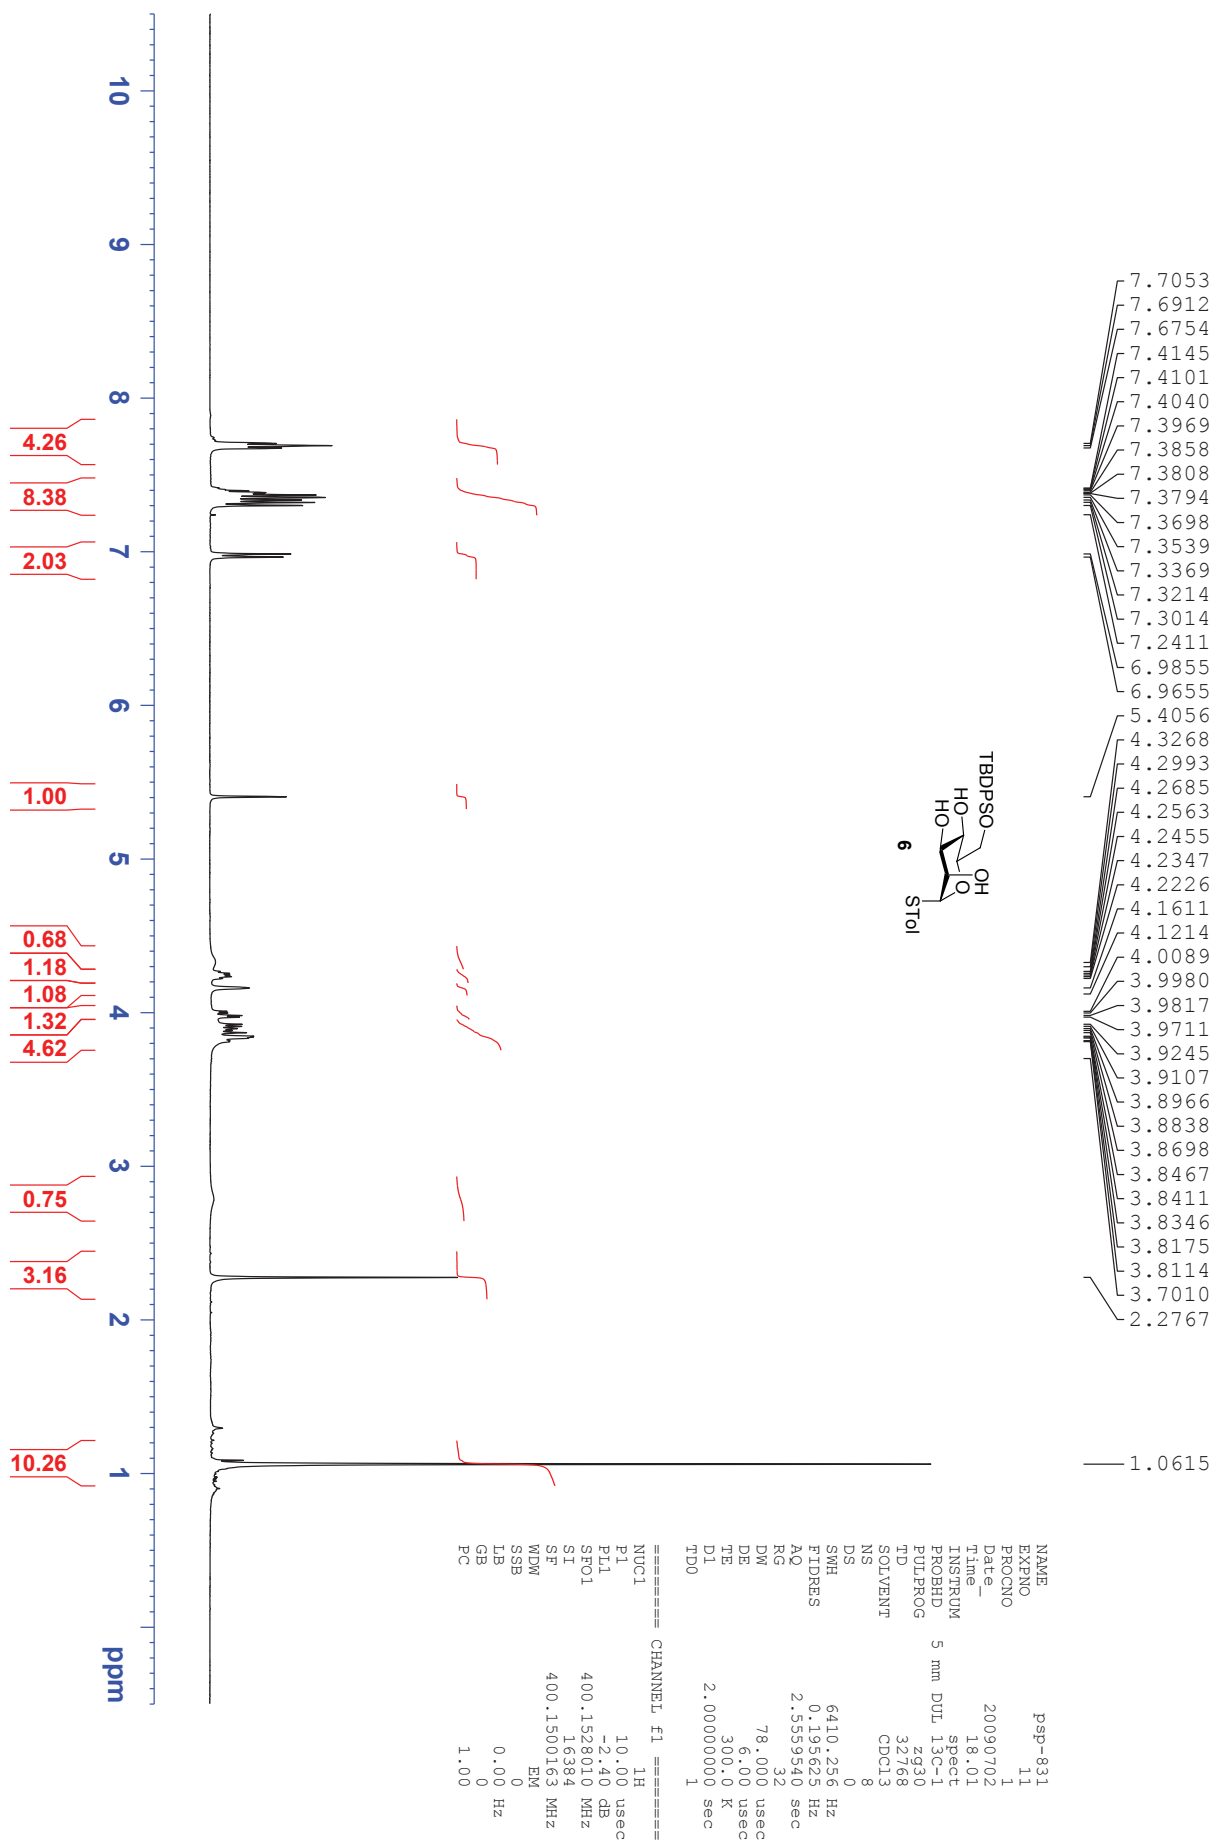 7.7053
7.6912
7.6754
7.4145
7.4101
7.4040
7.3969
7.3858
7.3808
7.3794
7.3698
7.3539
7.3369
7.3214
7.3014
7.2411
6.9855
6.9655
5.4056
4.3268
4.2993
4.2685
4.2563
4.2455
4.2347
4.2226
4.1611
4.1214
4.0089
3.9980
3.9817
3.9711
3.9245
3.9107
3.8966
3.8838
3.8698
3.8467
3.8411
3.8346
3.8175
3.8114
3.7010
2.2767
1.0615
TBDPSO
HO
HO
OH
O
STol
6
NAME psp-831
EXPNO 11
PROCNO 1
Date_ 20090702
Time 18.01
INSTRUM spect
PROBHD 5 mm DUL 13C-1
PULPROG zg30
TD 32768
SOLVENT CDCl3
NS 8
DS 0
SWH 6410.256 Hz
FIDRES 0.195625 Hz
AQ 2.5559540 sec
RG 32
DW 78.000 usec
DE 6.00 usec
TE 300.0 K
D1 2.00000000 sec
TD0 1
======== CHANNEL f1 ========
NUC1 1H
P1 10.00 usec
PL1 -2.40 dB
SFO1 400.1528010 MHz
SI 16384
SF 400.1500163 MHz
WDW EM
SSB 0
LB 0.00 Hz
GB 0
PC 1.00
10 9 8 7 6 5 4 3 2 1 ppm
4.26
8.38
2.03
1.00
0.68
1.18
1.08
1.32
4.62
0.75
3.16
10.26